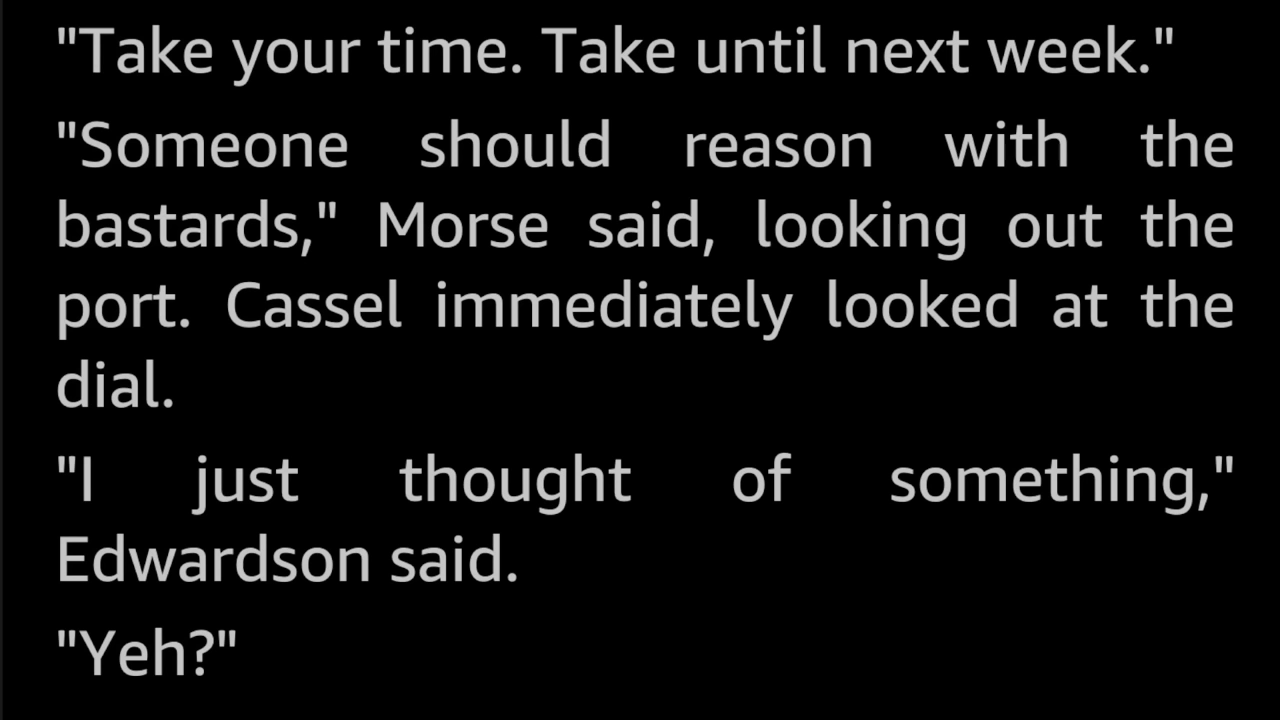 "Take your time. Take until next week."
"Someone should reason with the
bastards," Morse said, looking out the
port. Cassel immediately looked at the
dial.
"I just thought of something,"
Edwardson said.
"Yeh?"